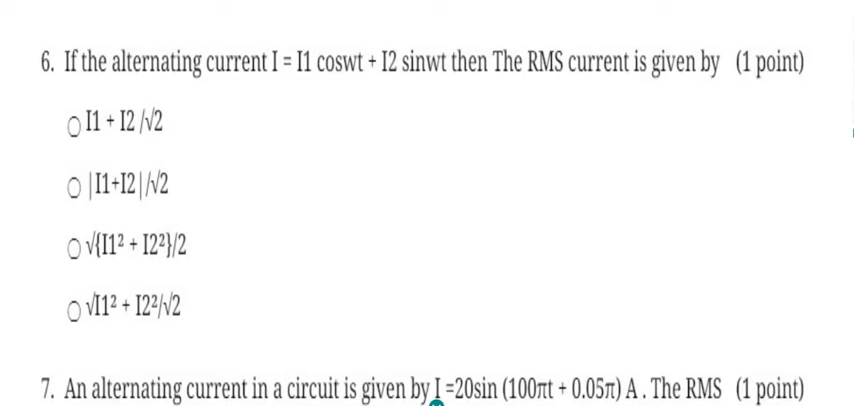 6. If the alternating current I = I1 coswt + I2 sinwt then The RMS current is given by (1 point)
I1 + I2 /√2
|I1+I2|/√2
√{I1² + I2²}/2
√I1² + I2²/√2
7. An alternating current in a circuit is given by I =20sin (100πt + 0.05π) A . The RMS (1 point)